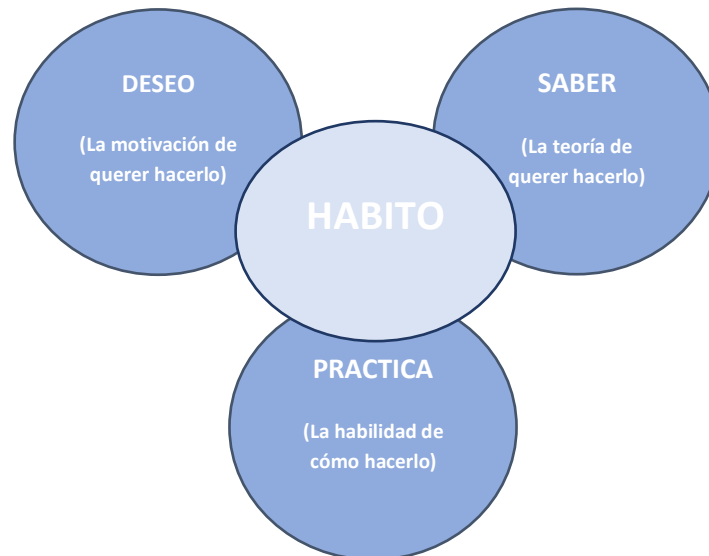 DESEO
(La motivación de
querer hacerlo)
SABER
(La teoría de
querer hacerlo)
HABITO
PRACTICA
(La habilidad de
cómo hacerlo)